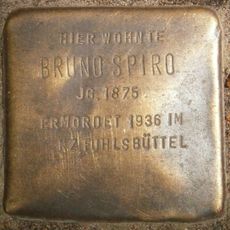 HIER WOHNTE
BRUNO SPIRO
JG. 1875
ERMORDET 1936 IM
KZ FUHLSBÜTTEL